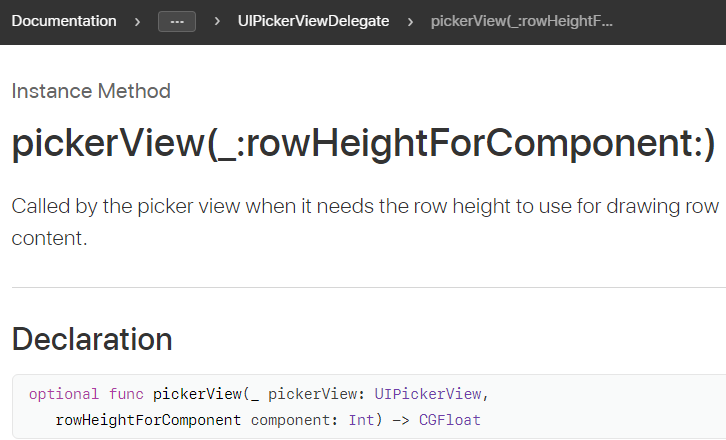 Documentation > ... > UIPickerViewDelegate > pickerView(_:rowHeightF...
Instance Method
pickerView(_:rowHeightForComponent:)
Called by the picker view when it needs the row height to use for drawing row
content.
Declaration
optional func pickerView(_ pickerView: UIPickerView,
rowHeightForComponent component: Int) -> CGFloat